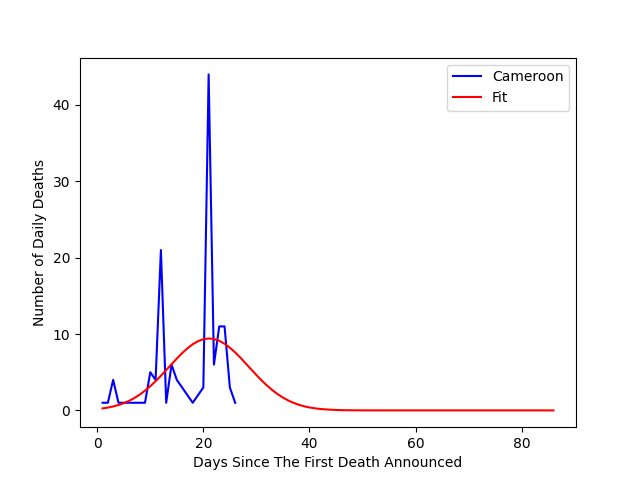 Cameroon
Fit
Number of Daily Deaths
40
30
20
10
0
0 20 40 60 80
Days Since The First Death Announced